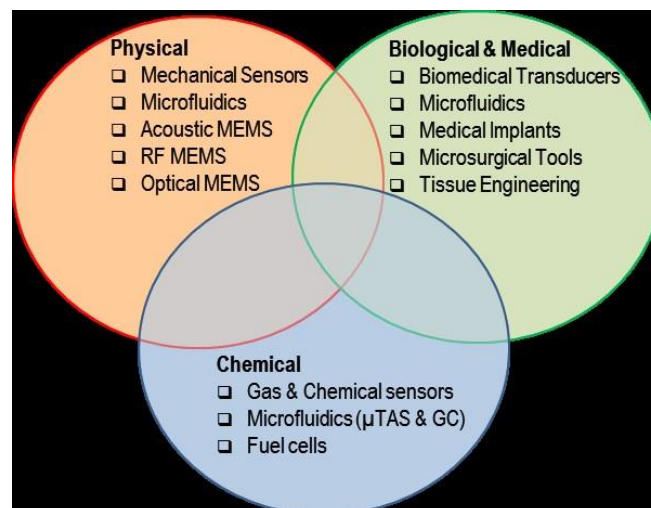 Physical
❑ Mechanical Sensors
❑ Microfluidics
❑ Acoustic MEMS
❑ RF MEMS
❑ Optical MEMS
Biological & Medical
❑ Biomedical Transducers
❑ Microfluidics
❑ Medical Implants
❑ Microsurgical Tools
❑ Tissue Engineering
Chemical
❑ Gas & Chemical sensors
❑ Microfluidics (μTAS & GC)
❑ Fuel cells